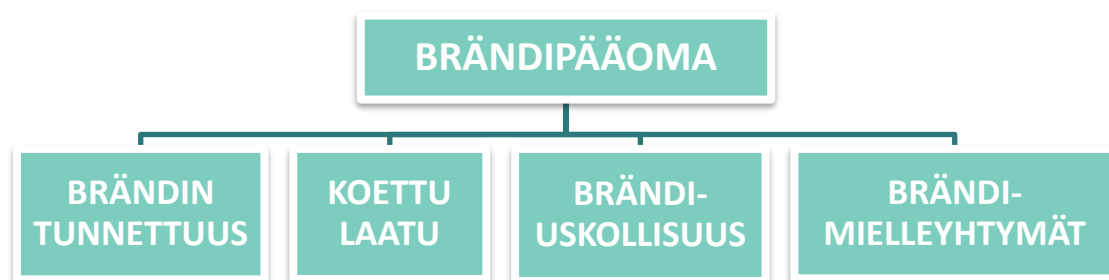 BRÄNDIPÄÄOMA
BRÄNDIN
TUNNETTUUS
KOETTU
LAATU
BRÄNDI-
USKOLLISUUS
BRÄNDI-
MIELLEYHTYMÄT